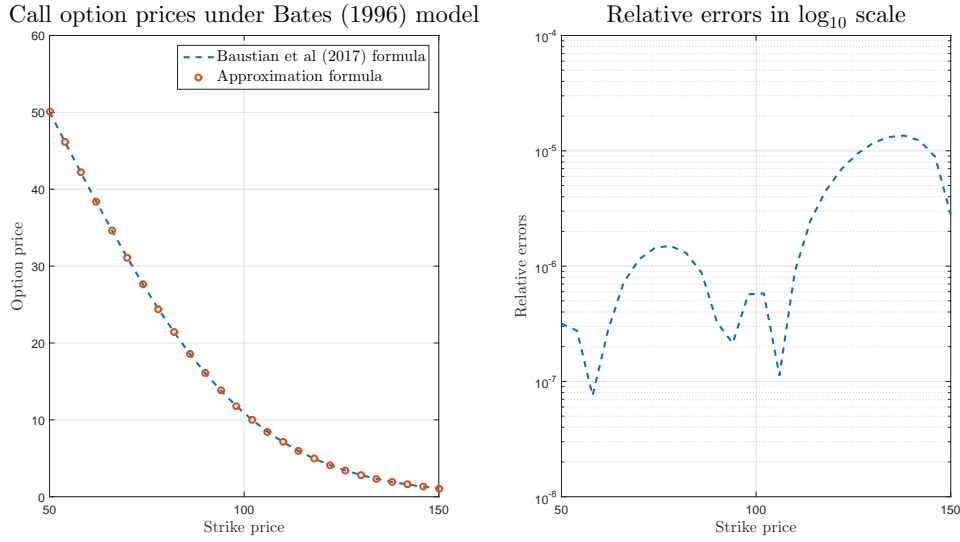 Call option prices under Bates (1996) model
60
50
40
30
20
10
0
Option price
50
100
150
Strike price
Baustian et al (2017) formula
Approximation formula
Relative errors in log₁₀ scale
10⁻⁴
10⁻⁵
10⁻⁶
10⁻⁷
10⁻⁸
Relative errors
50
100
150
Strike price